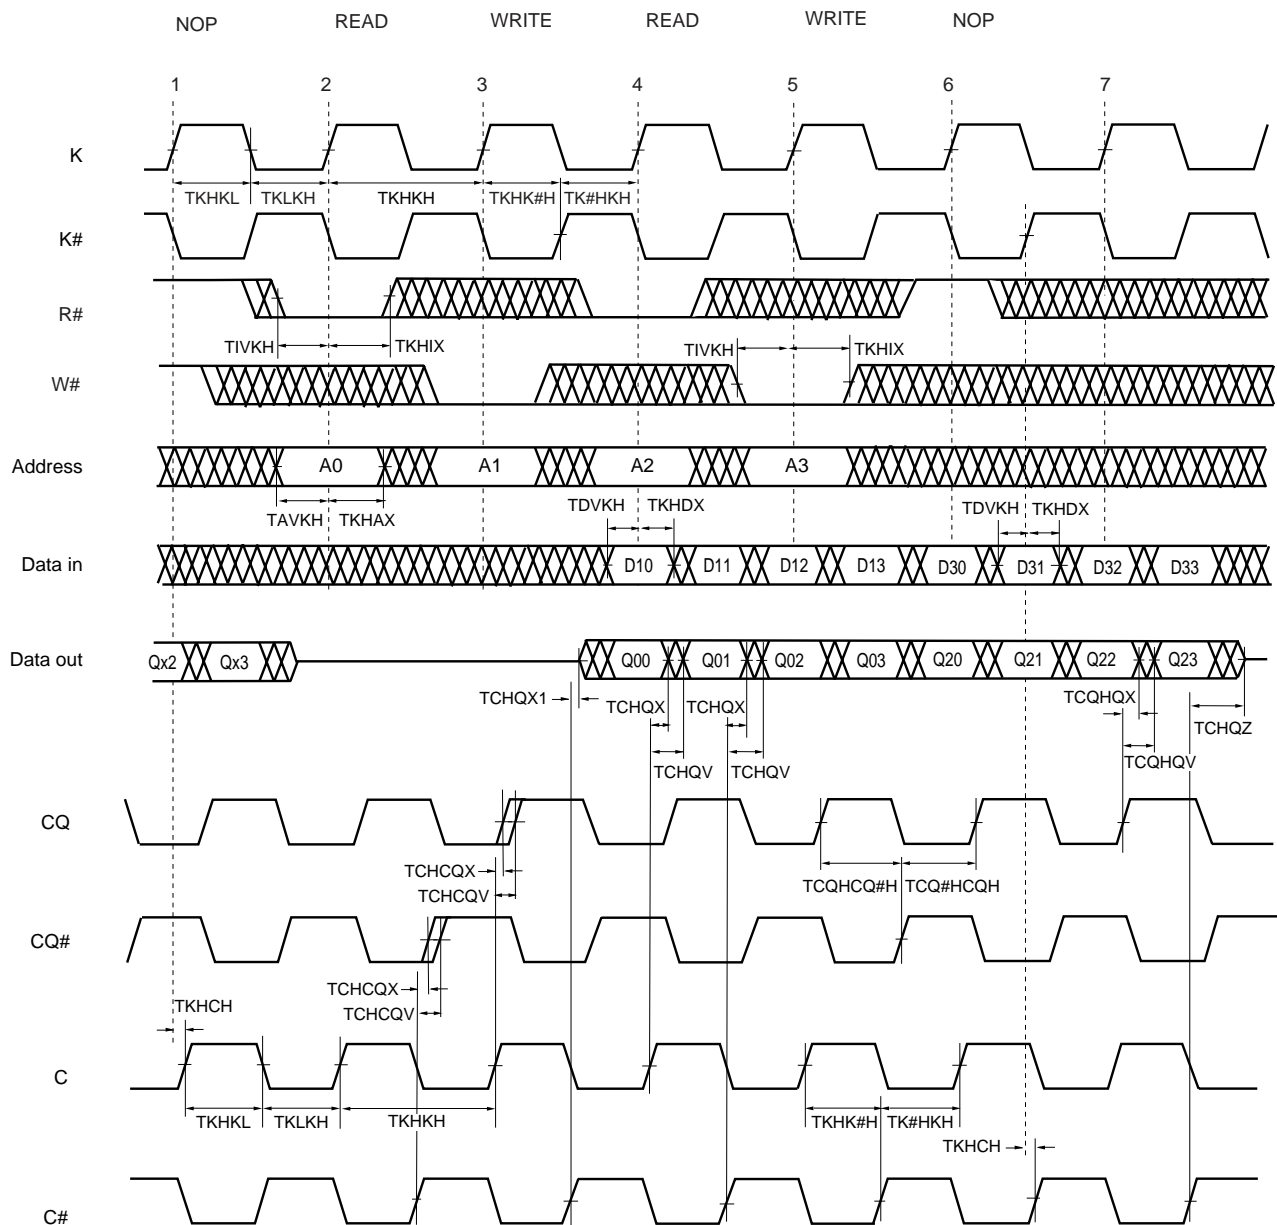 NOP READ WRITE READ WRITE NOP
1 2 3 4 5 6 7
K
TKHKL TKLKH TKHKH TKHK#H TK#HKH
K#
R#
TIVKH TKHIX TIVKH TKHIX
W#
Address A0 A1 A2 A3
TAVKH TKHAX TDVKH TKHDX TDVKH TKHDX
Data in D10 D11 D12 D13 D30 D31 D32 D33
Data out Qx2 Qx3 Q00 Q01 Q02 Q03 Q20 Q21 Q22 Q23
TCHQX1 TCHQX TCHQX TCQHQX TCHQZ
TCHQV TCHQV TCQHQV
CQ
TCHCQX TCQHCQ#H TCQ#HCQH
TCHCQV
CQ#
TCHCQX
TKHCH TCHCQV
C
TKHKL TKLKH TKHKH TKHK#H TK#HKH
TKHCH
C#